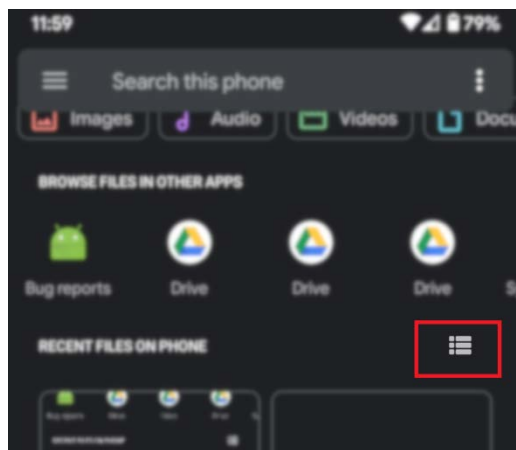 11:59 79%
Search this phone
Images Audio Videos Docu
BROWSE FILES IN OTHER APPS
Bug reports Drive Drive Drive S
RECENT FILES ON PHONE